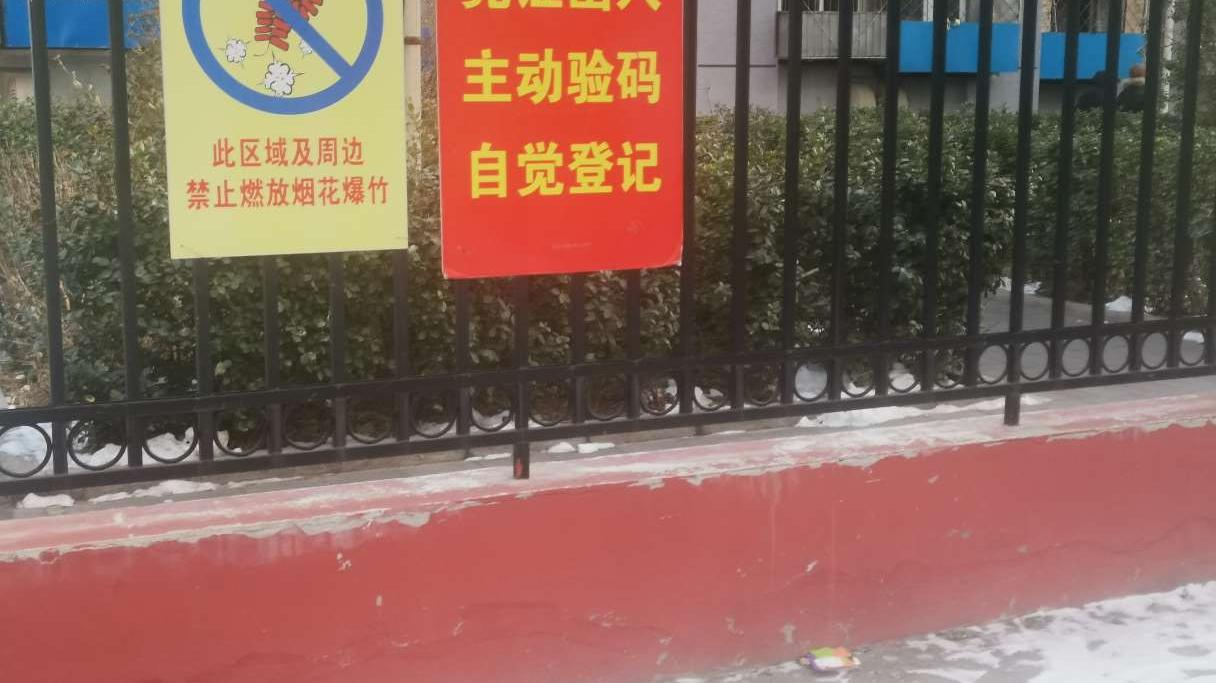 此区域及周边
禁止燃放烟花爆竹
主动验码
自觉登记